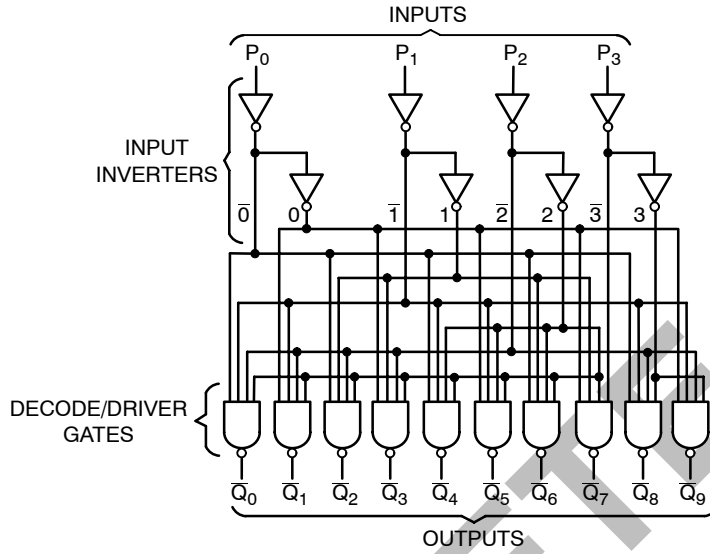 INPUTS
P0 P1 P2 P3
INPUT
INVERTERS
0̅ 0 1̅ 1 2̅ 2 3̅ 3
DECODE/DRIVER
GATES
Q̅0 Q̅1 Q̅2 Q̅3 Q̅4 Q̅5 Q̅6 Q̅7 Q̅8 Q̅9
OUTPUTS